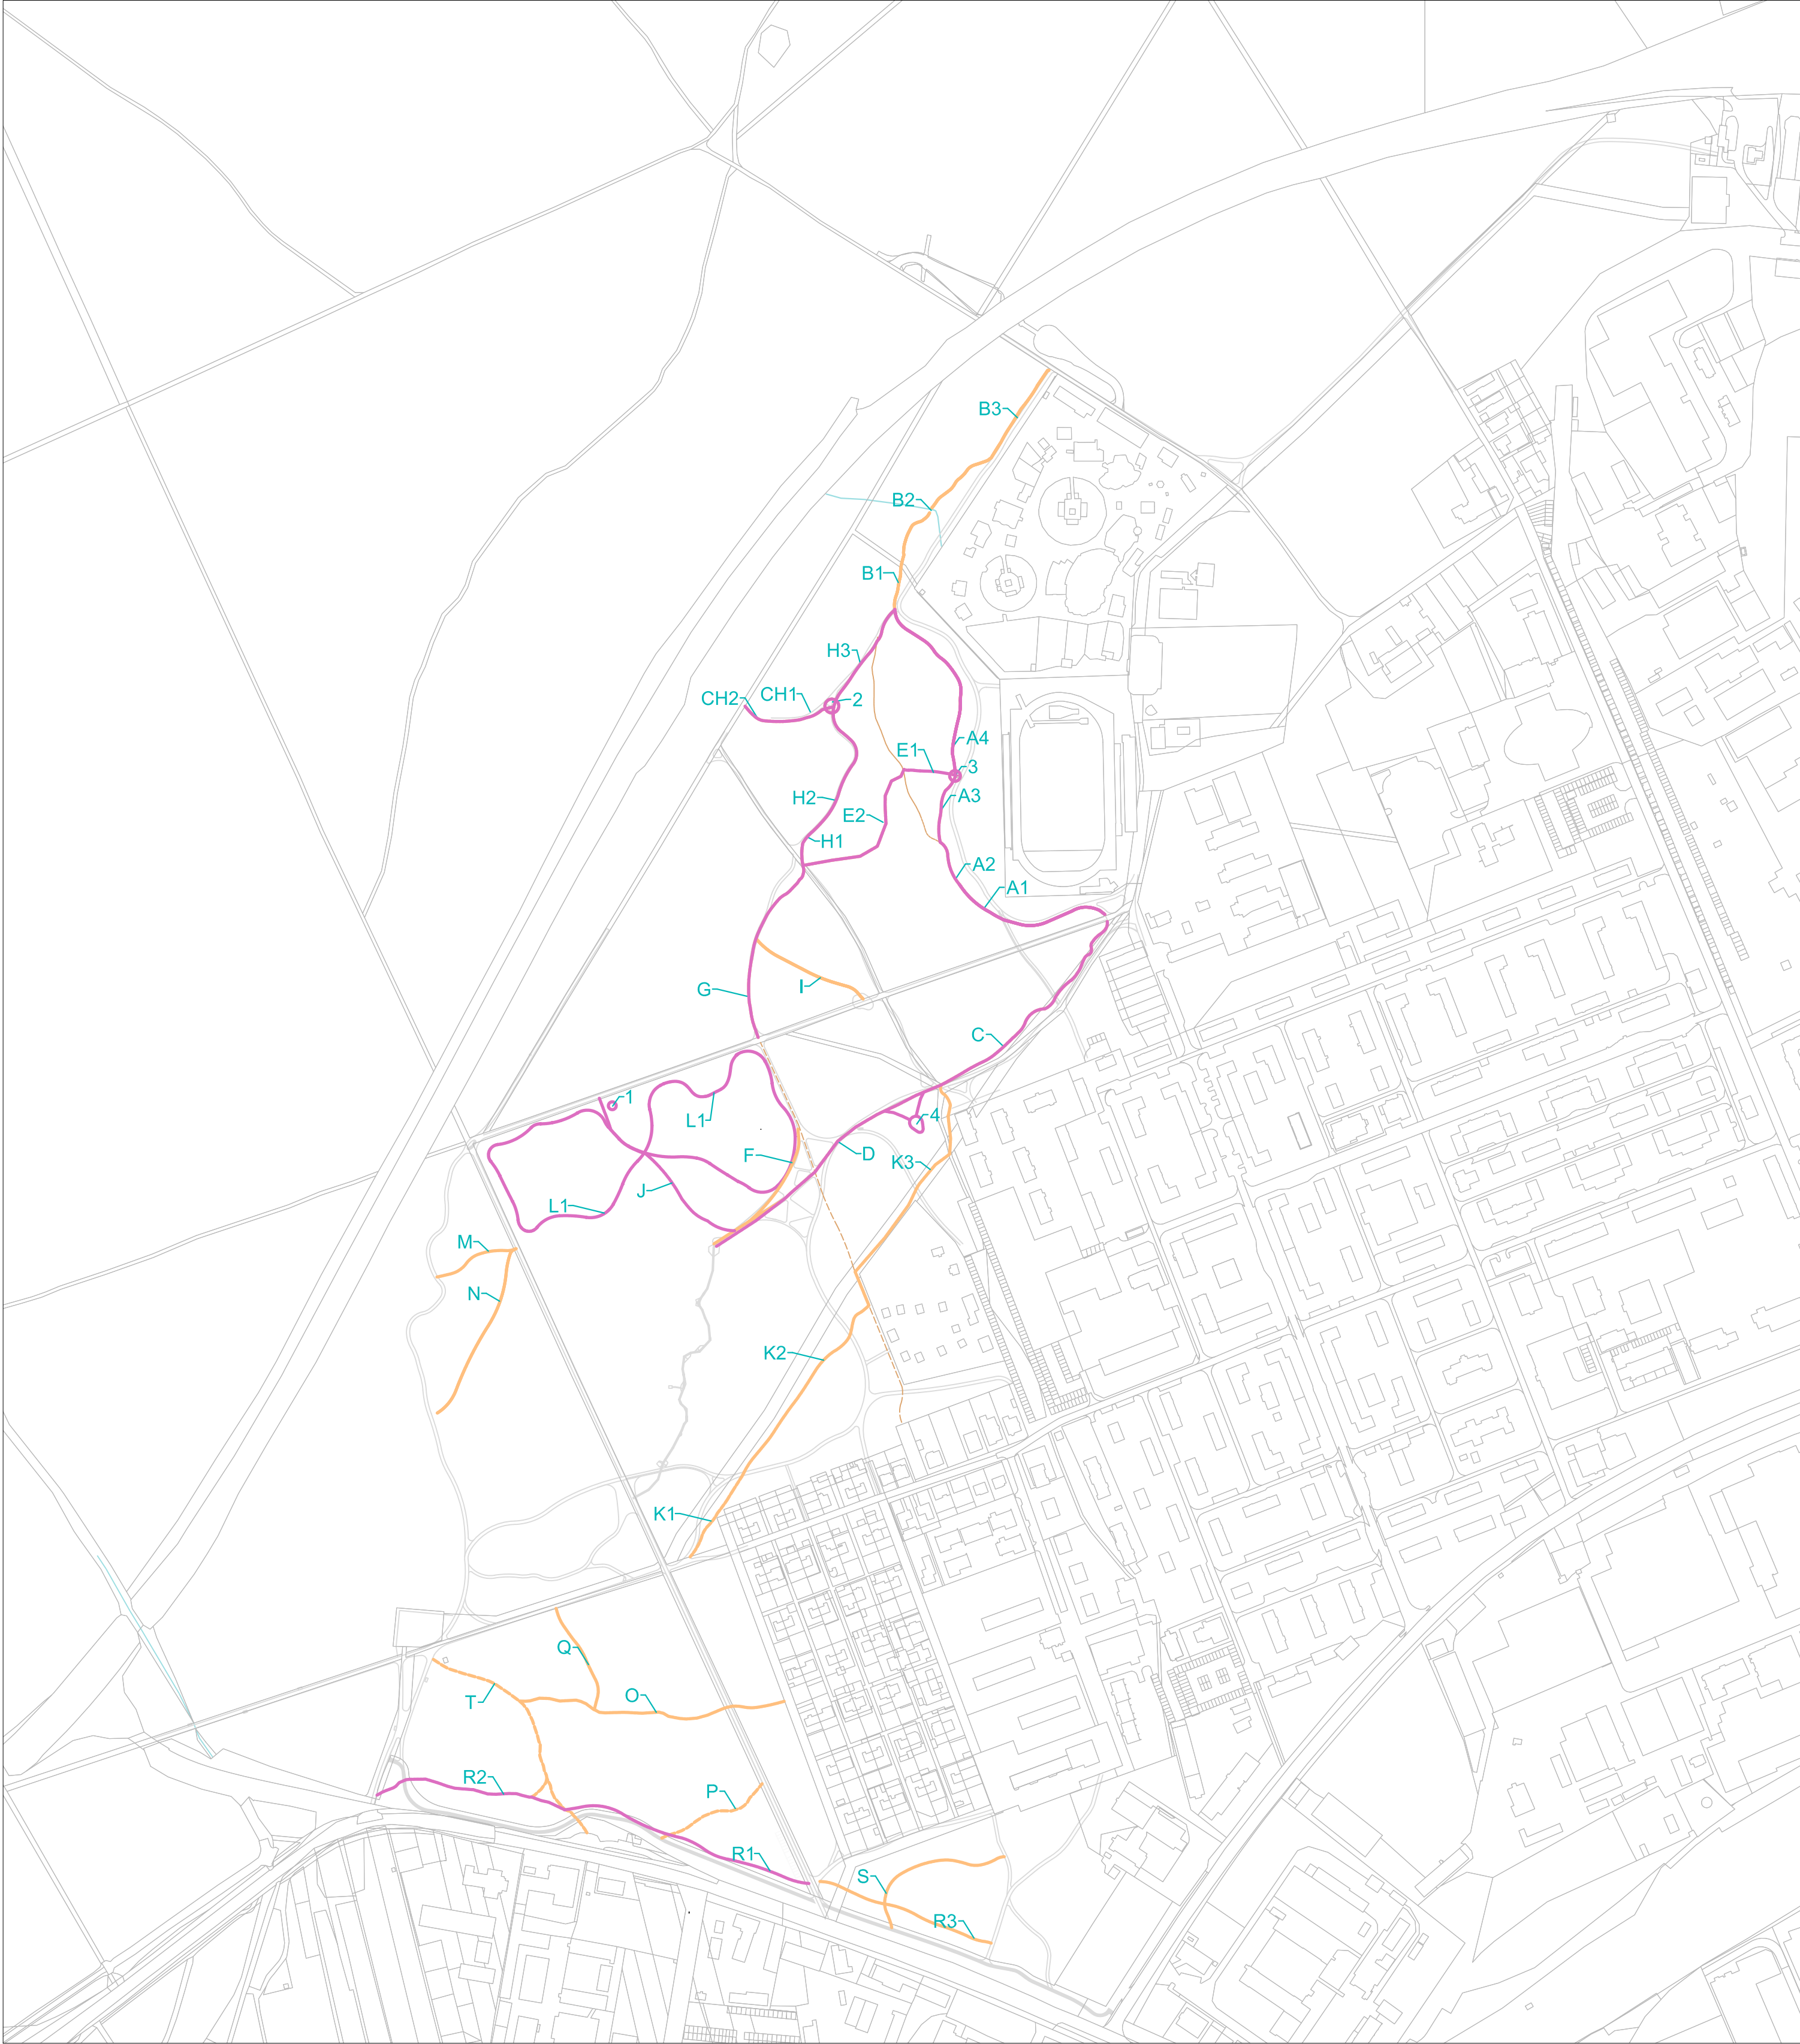 B3
B2
B1
H3
CH1
CH2
2
A4
E1
3
H2
A3
E2
H1
A2
A1
I
G
C
1
4
L1
D
F
K3
J
L1
M
N
K2
K1
Q
O
T
R2
P
R1
S
R3